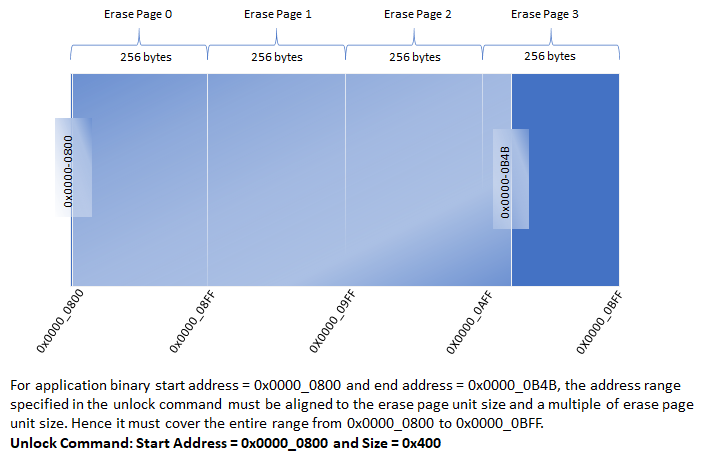 Erase Page 0 Erase Page 1 Erase Page 2 Erase Page 3
256 bytes 256 bytes 256 bytes 256 bytes
0x0000-0800
0x0000-0B4B
0x0000_0800 0x0000_08FF 0x0000_09FF 0x0000_0AFF 0x0000_0BFF
For application binary start address = 0x0000_0800 and end address = 0x0000_0B4B, the address range
specified in the unlock command must be aligned to the erase page unit size and a multiple of erase page
unit size. Hence it must cover the entire range from 0x0000_0800 to 0x0000_0BFF.
Unlock Command: Start Address = 0x0000_0800 and Size = 0x400